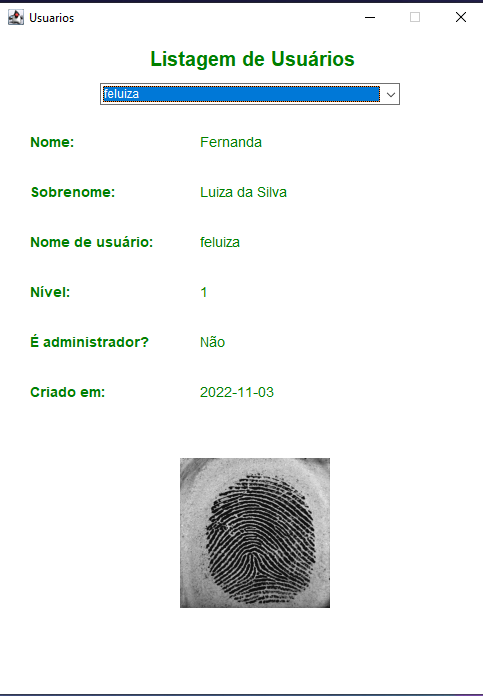 Usuarios
Listagem de Usuários
feluiza
Nome: Fernanda
Sobrenome: Luiza da Silva
Nome de usuário: feluiza
Nível: 1
É administrador? Não
Criado em: 2022-11-03